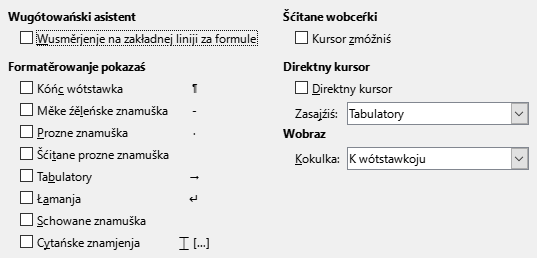 Wugótowański asistent
Wusměrjenje na zakładnej liniji za formule
Formatěrowanje pokazaś
Kóńc wótstawka ¶
Měke źěleńske znamuška -
Prozne znamuška ·
Šćitane prozne znamuška
Tabulatory →
Łamanja ↵
Schowane znamuška
Cytańske znamjenja [...]
Šćitane wobceŕki
Kursor zmóžniś
Direktny kursor
Direktny kursor
Zasajźiś: Tabulatory
Wobraz
Kokulka: K wótstawkoju